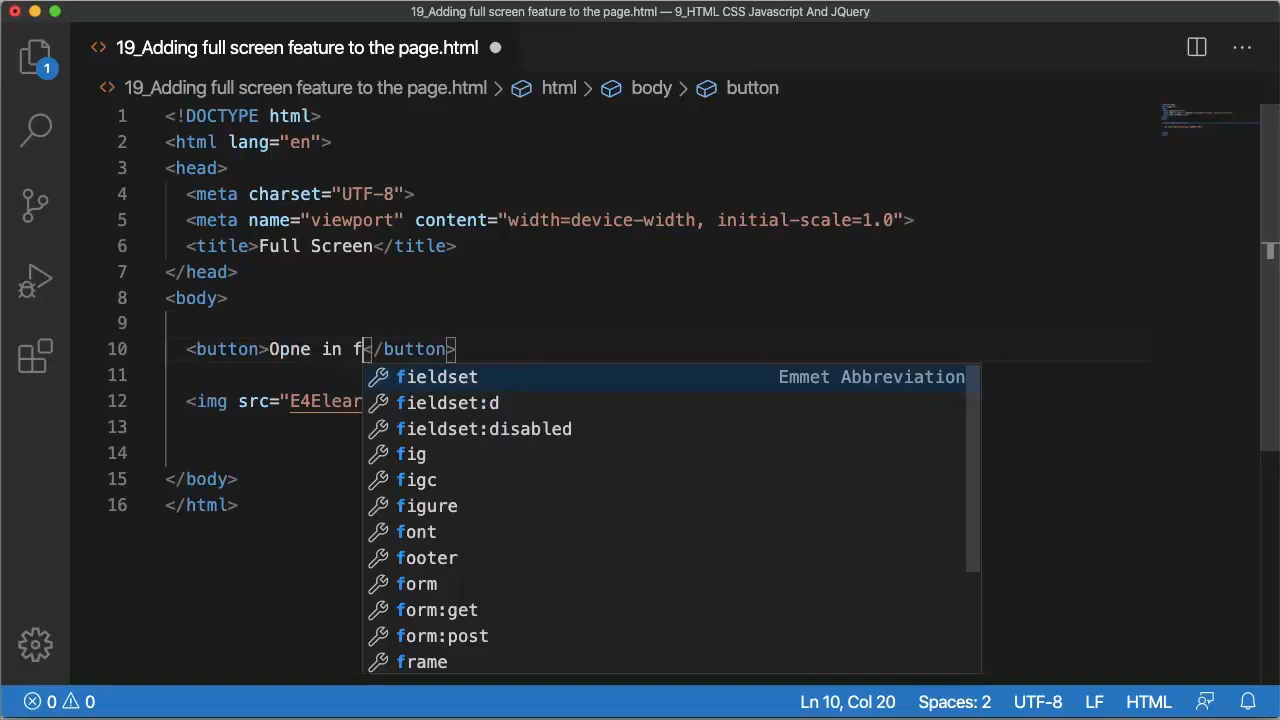 19_Adding full screen feature to the page.html — 9_HTML CSS Javascript And JQuery
19_Adding full screen feature to the page.html
1
19_Adding full screen feature to the page.html > html > body > button
1 <!DOCTYPE html>
2 <html lang="en">
3 <head>
4 <meta charset="UTF-8">
5 <meta name="viewport" content="width=device-width, initial-scale=1.0">
6 <title>Full Screen</title>
7 </head>
8 <body>
9
10 <button>Opne in f</button>
11 fieldset Emmet Abbreviation
fieldset:d
12 <img src="E4Elear
13 fieldset:disabled
14 fig
15 </body> figc
16 </html> figure
font
footer
form
form:get
form:post
frame
0 0 Ln 10, Col 20 Spaces: 2 UTF-8 LF HTML